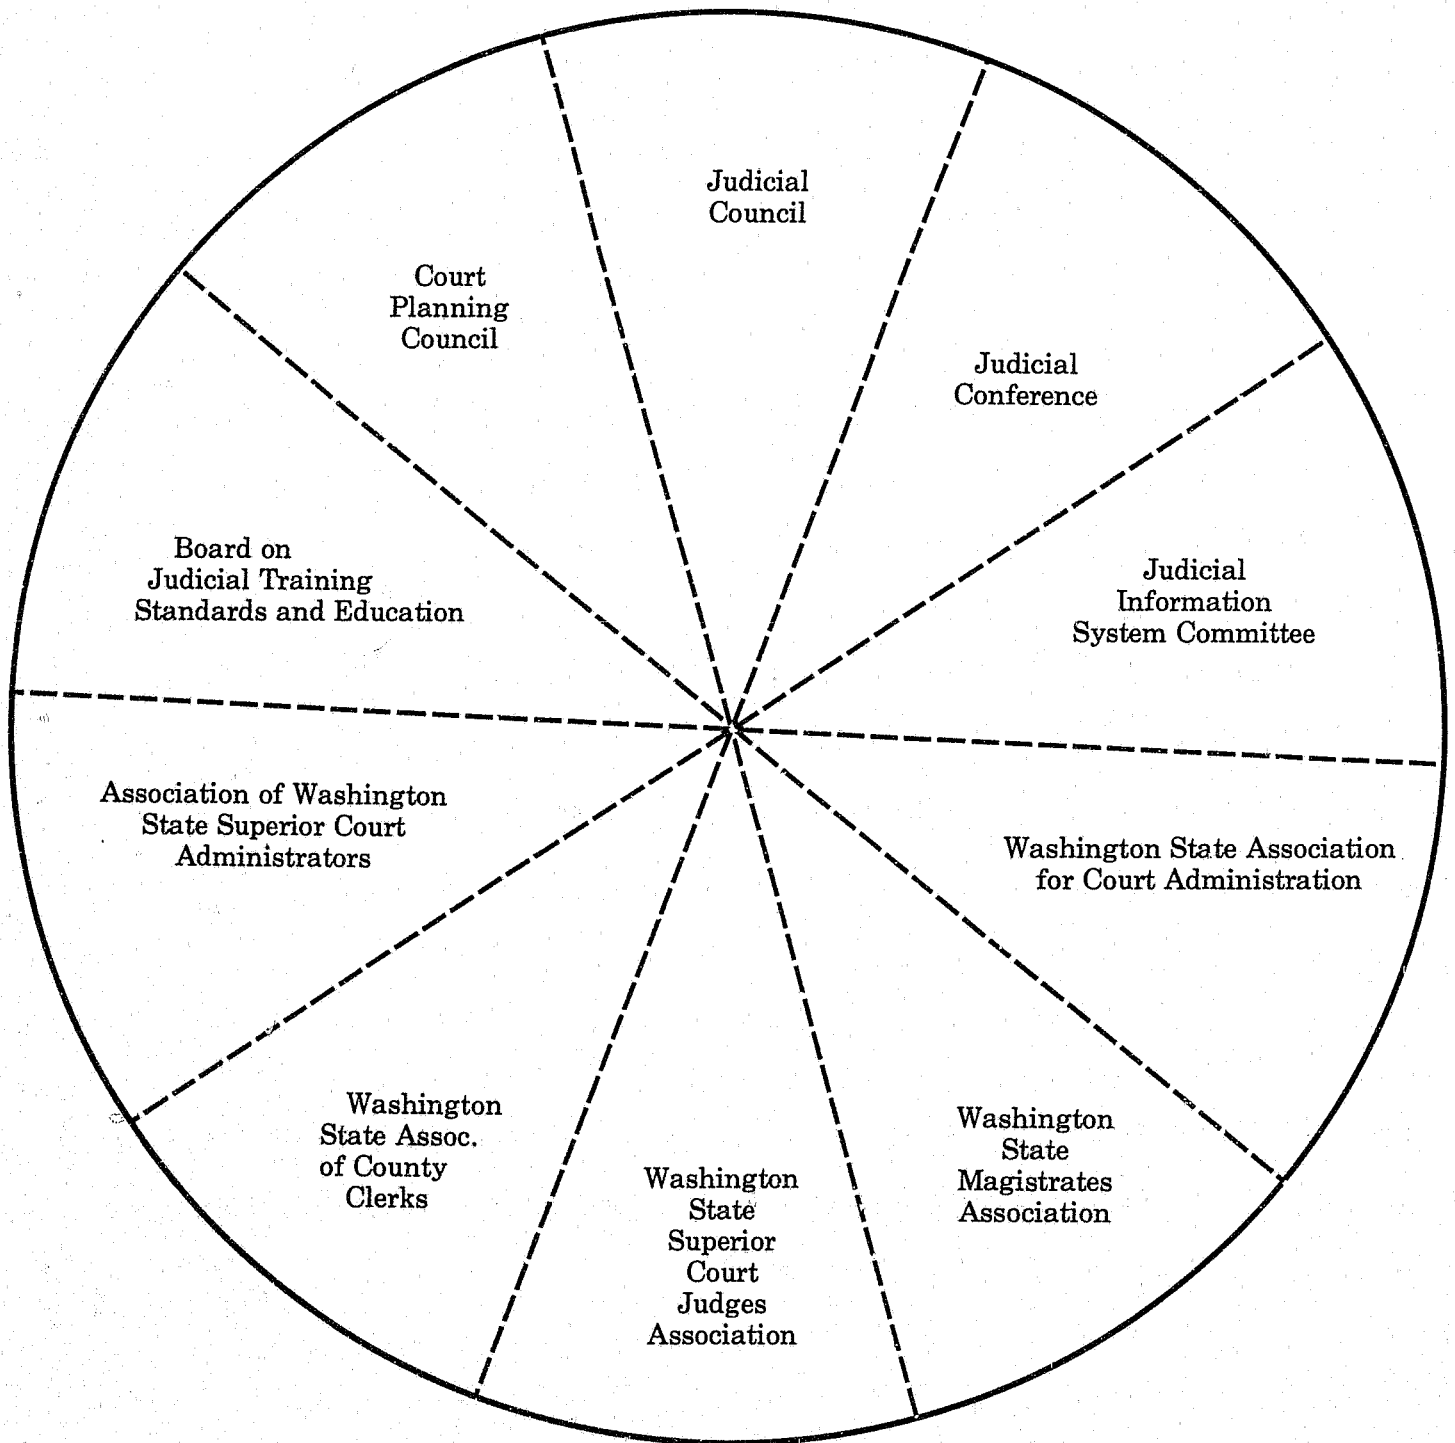 Judicial
Council
Court
Planning
Council
Judicial
Conference
Board on
Judicial Training
Standards and Education
Judicial
Information
System Committee
Association of Washington
State Superior Court
Administrators
Washington State Association
for Court Administration
Washington
State Assoc.
of County
Clerks
Washington
State
Superior
Court
Judges
Association
Washington
State
Magistrates
Association